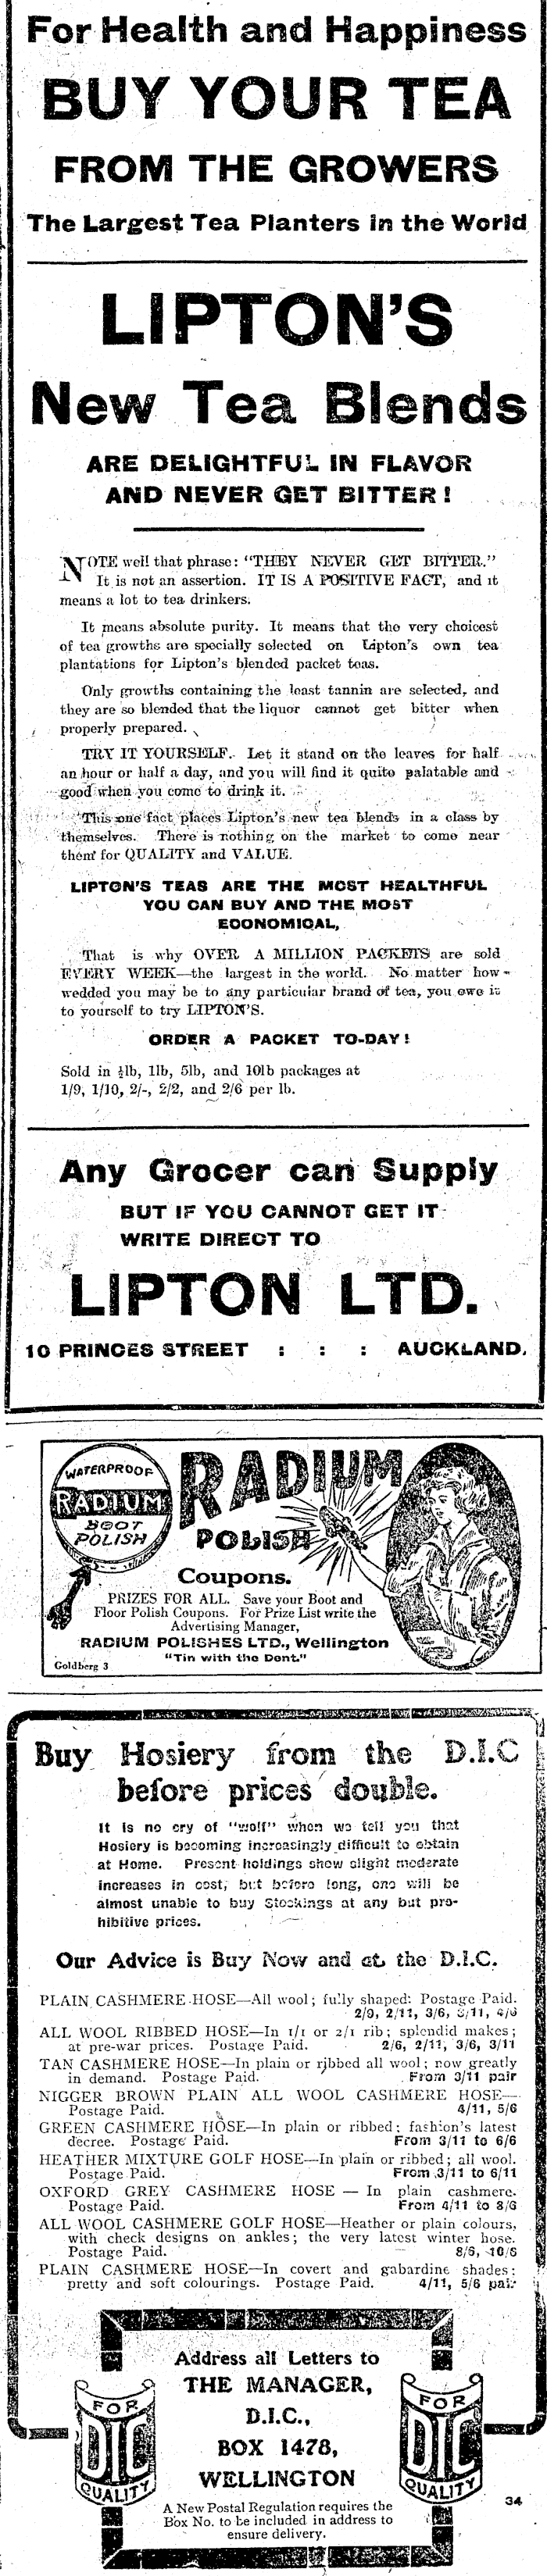 For Health and Happiness
BUY YOUR TEA
FROM THE GROWERS
The Largest Tea Planters in the World
LIPTON'S
New Tea Blends
ARE DELIGHTFUL IN FLAVOR
AND NEVER GET BITTER!
NOTE well that phrase: "THEY NEVER GET BITTER."
It is not an assertion. IT IS A POSITIVE FACT, and it
means a lot to tea drinkers.
It means absolute purity. It means that the very choicest
of tea growths are specially selected on Lipton's own tea
plantations for Lipton's blended packet teas.
Only growths containing the least tannin are selected, and
they are so blended that the liquor cannot get bitter when
properly prepared.
TRY IT YOURSELF. Let it stand on the leaves for half
an hour or half a day, and you will find it quite palatable and
good when you come to drink it.
This one fact places Lipton's new tea blends in a class by
themselves. There is nothing on the market to come near
them for QUALITY and VALUE.
LIPTON'S TEAS ARE THE MOST HEALTHFUL
YOU CAN BUY AND THE MOST
ECONOMICAL,
That is why OVER A MILLION PACKETS are sold
EVERY WEEK—the largest in the world. No matter how
wedded you may be to any particular brand of tea, you owe it
to yourself to try LIPTON'S.
ORDER A PACKET TO-DAY!
Sold in ½lb, 1lb, 5lb, and 10lb packages at
1/9, 1/10, 2/-, 2/2, and 2/6 per lb.
Any Grocer can Supply
BUT IF YOU CANNOT GET IT
WRITE DIRECT TO
LIPTON LTD.
10 PRINCES STREET : : : AUCKLAND.
WATERPROOF
RADIUM
BOOT
POLISH
RADIUM
POLISH
Coupons.
PRIZES FOR ALL. Save your Boot and
Floor Polish Coupons. For Prize List write the
Advertising Manager,
RADIUM POLISHES LTD., Wellington
"Tin with the Dent."
Goldberg 3
Buy Hosiery from the D.I.C
before prices double.
It is no cry of "wolf" when we tell you that
Hosiery is becoming increasingly difficult to obtain
at Home. Present holdings show slight moderate
increases in cost, but before long, one will be
almost unable to buy Stockings at any but pro-
hibitive prices.
Our Advice is Buy Now and at the D.I.C.
PLAIN CASHMERE HOSE—All wool; fully shaped: Postage Paid.
2/9, 2/11, 3/6, 3/11, 4/6
ALL WOOL RIBBED HOSE—In 1/1 or 2/1 rib; splendid makes;
at pre-war prices. Postage Paid. 2/6, 2/11, 3/6, 3/11
TAN CASHMERE HOSE—In plain or ribbed all wool; now greatly
in demand. Postage Paid. From 3/11 pair
NIGGER BROWN PLAIN ALL WOOL CASHMERE HOSE—
Postage Paid. 4/11, 5/6
GREEN CASHMERE HOSE—In plain or ribbed; fashion's latest
decree. Postage Paid. From 3/11 to 6/6
HEATHER MIXTURE GOLF HOSE—In plain or ribbed; all wool.
Postage Paid. From 3/11 to 6/11
OXFORD GREY CASHMERE HOSE — In plain cashmere.
Postage Paid. From 4/11 to 8/6
ALL WOOL CASHMERE GOLF HOSE—Heather or plain colours,
with check designs on ankles; the very latest winter hose.
Postage Paid. 8/6, 10/6
PLAIN CASHMERE HOSE—In covert and gabardine shades;
pretty and soft colourings. Postage Paid. 4/11, 5/6 pair
Address all Letters to
THE MANAGER,
D.I.C.,
BOX 1478,
WELLINGTON
A New Postal Regulation requires the
Box No. to be included in address to
ensure delivery.
FOR
DIC
QUALITY
FOR
DIC
QUALITY
34